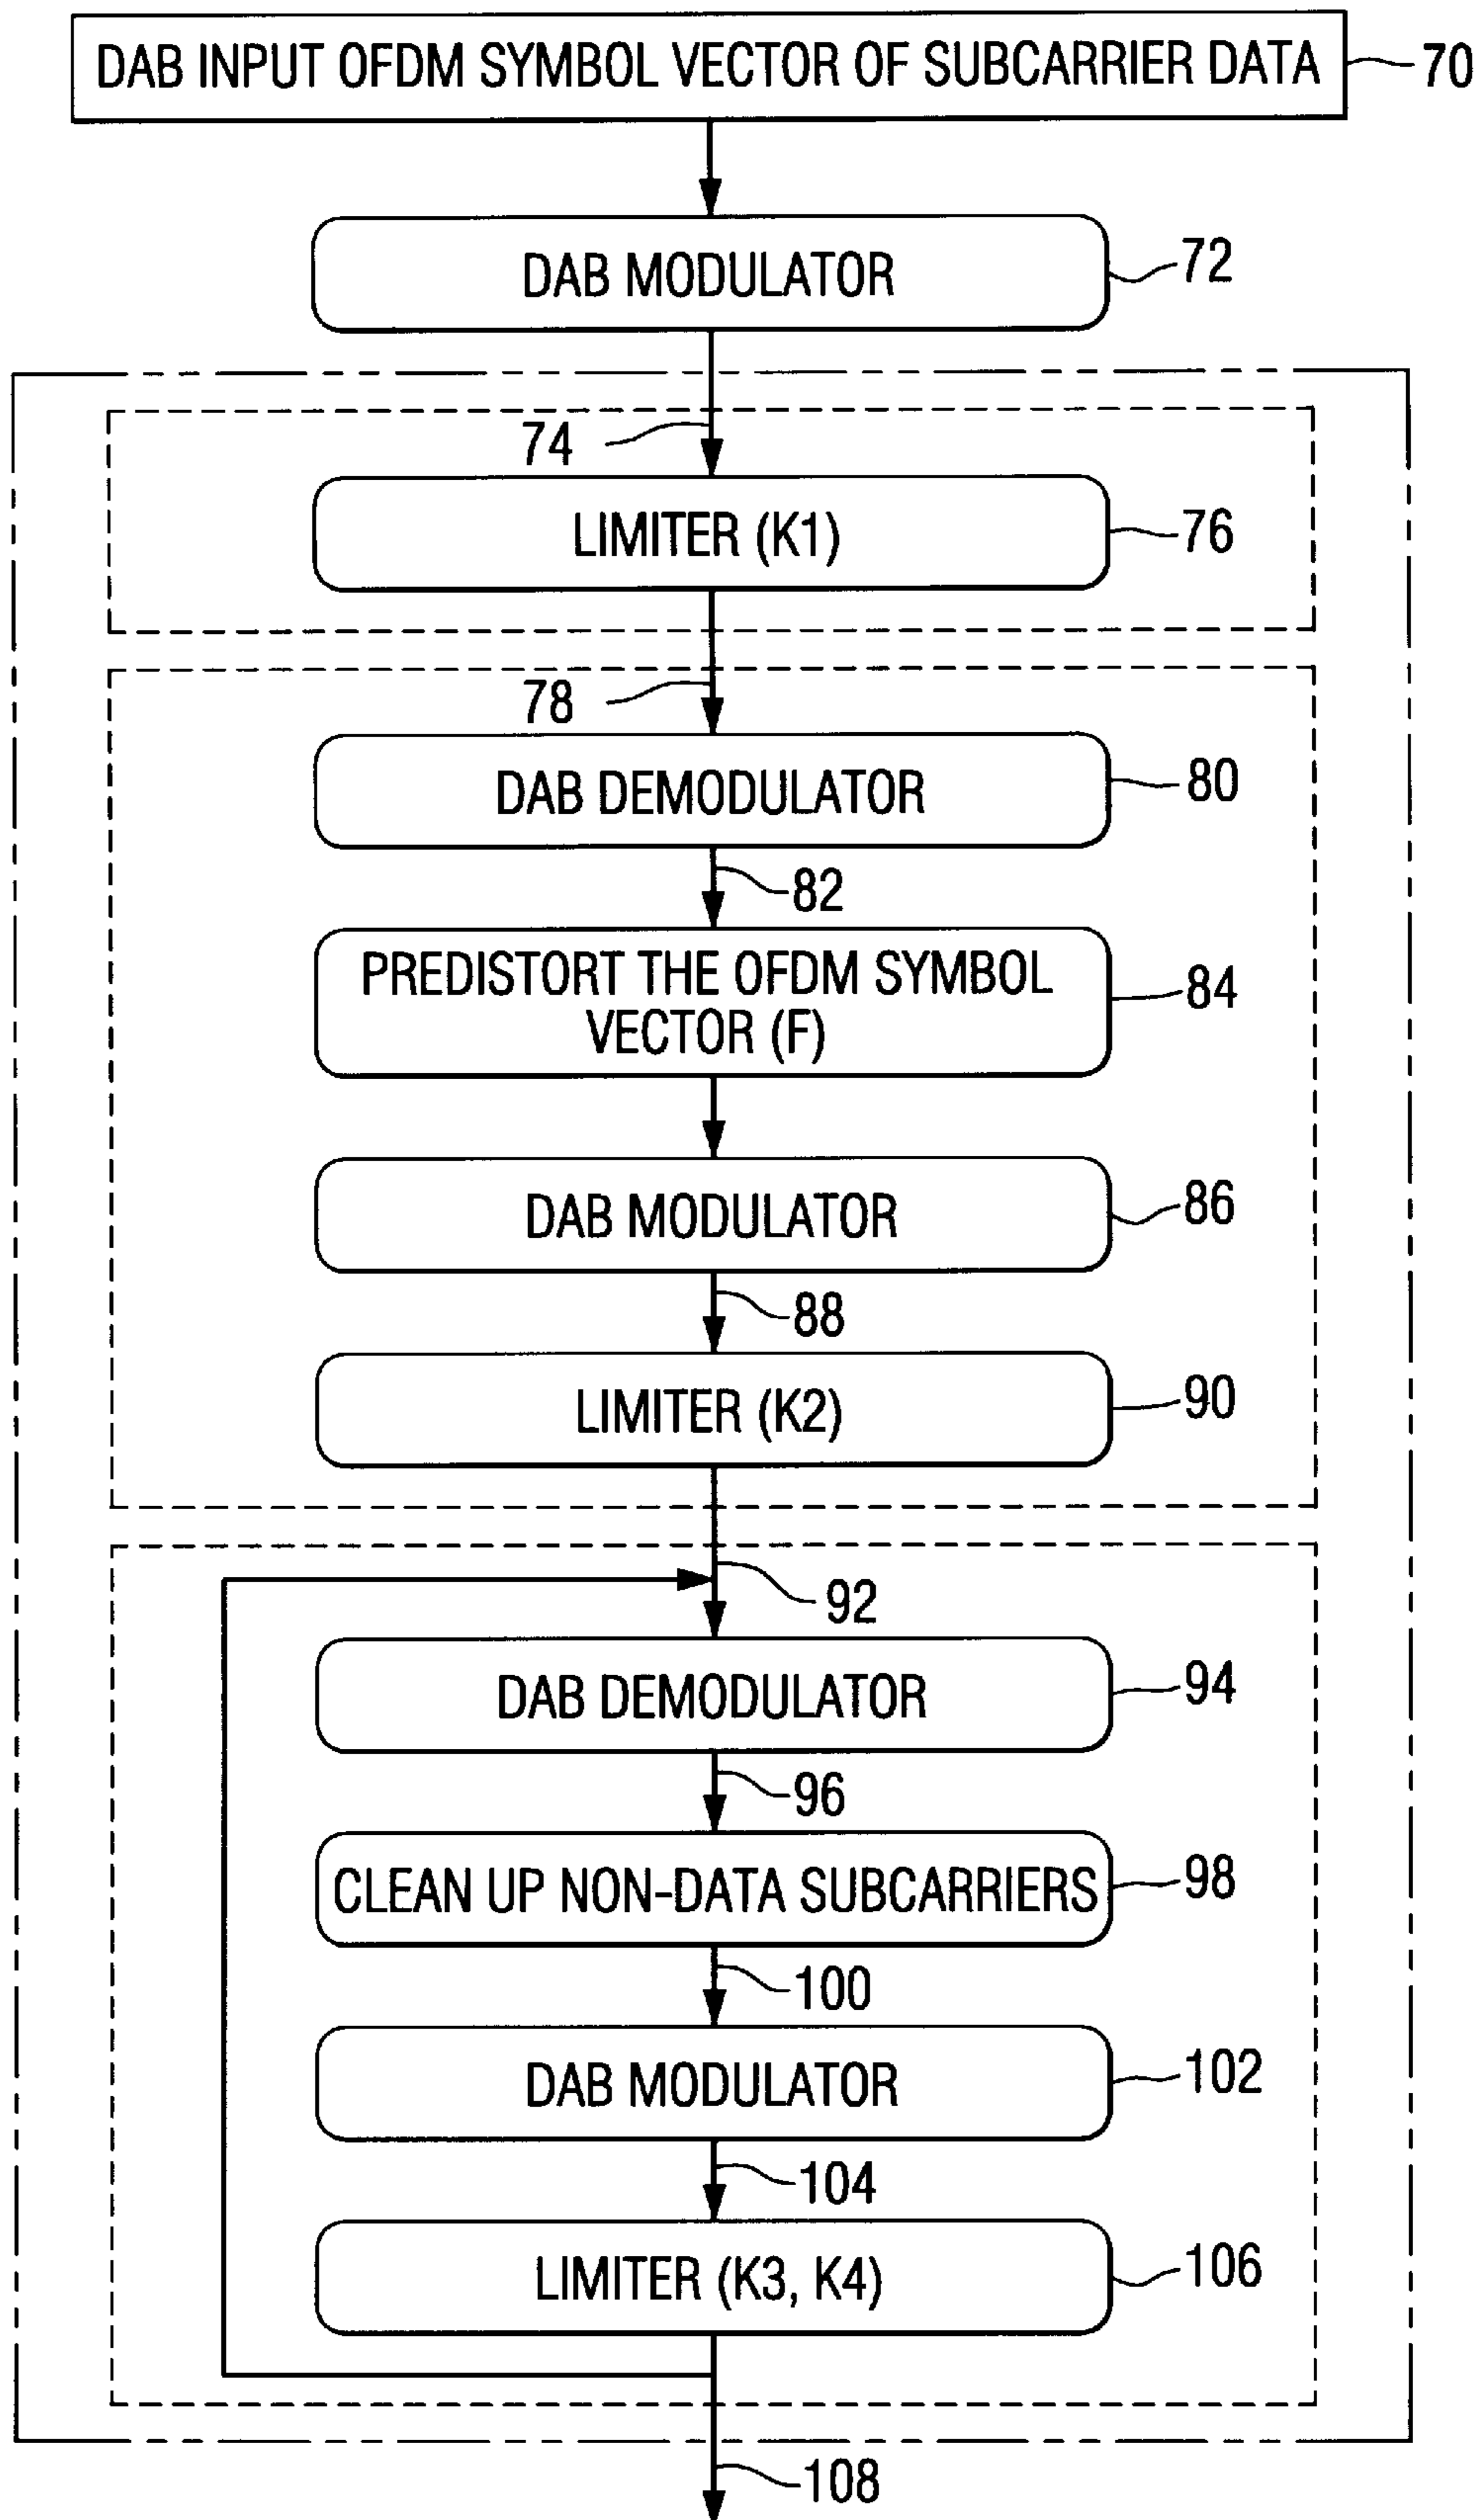 DAB INPUT OFDM SYMBOL VECTOR OF SUBCARRIER DATA
70
DAB MODULATOR
72
74
LIMITER (K1)
76
78
DAB DEMODULATOR
80
82
PREDISTORT THE OFDM SYMBOL
VECTOR (F)
84
DAB MODULATOR
86
88
LIMITER (K2)
90
92
DAB DEMODULATOR
94
96
CLEAN UP NON-DATA SUBCARRIERS
98
100
DAB MODULATOR
102
104
LIMITER (K3, K4)
106
108